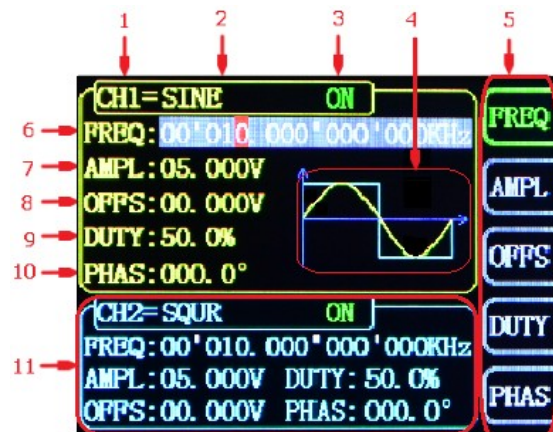 1 2 3 4 5
CH1=SINE ON
6 FREQ:00'010.000'000'000KHz
7 AMPL:05.000V
8 OFFS:00.000V
9 DUTY:50.0%
10 PHAS:000.0°
FREQ
AMPL
OFFS
DUTY
PHAS
11
CH2=SQUR ON
FREQ:00'010.000'000'000KHz
AMPL:05.000V DUTY:50.0%
OFFS:00.000V PHAS:000.0°